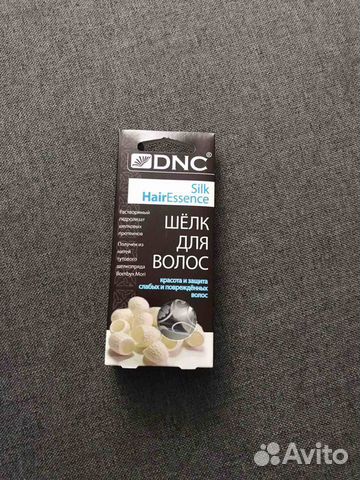 DNC®
Silk
HairEssence
Растворимый
гидролизат
шелковых
протеинов
Получен из
нитей
тутового
шелкопряда
Bombyx Mori
ШЁЛК
ДЛЯ
ВОЛОС
красота и защита
слабых и повреждённых
волос
Avito